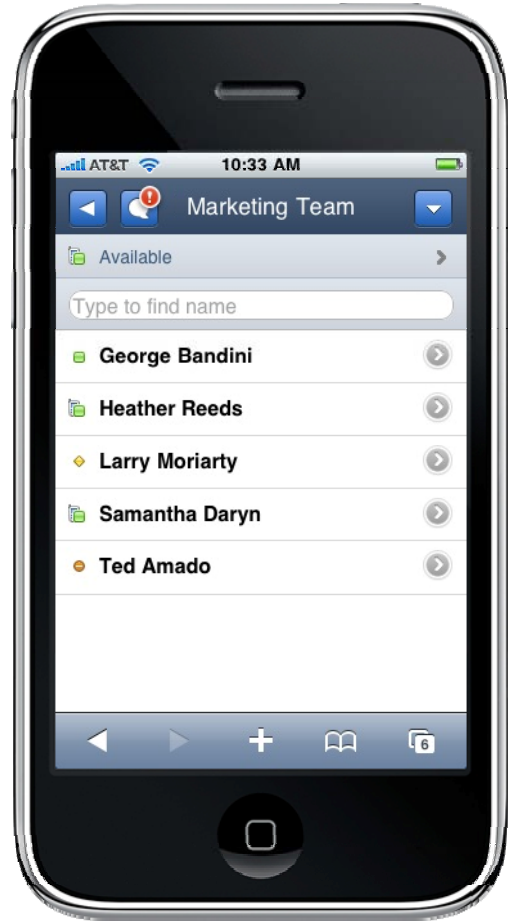 AT&T 10:33 AM
Marketing Team
Available
Type to find name
George Bandini
Heather Reeds
Larry Moriarty
Samantha Daryn
Ted Amado
6